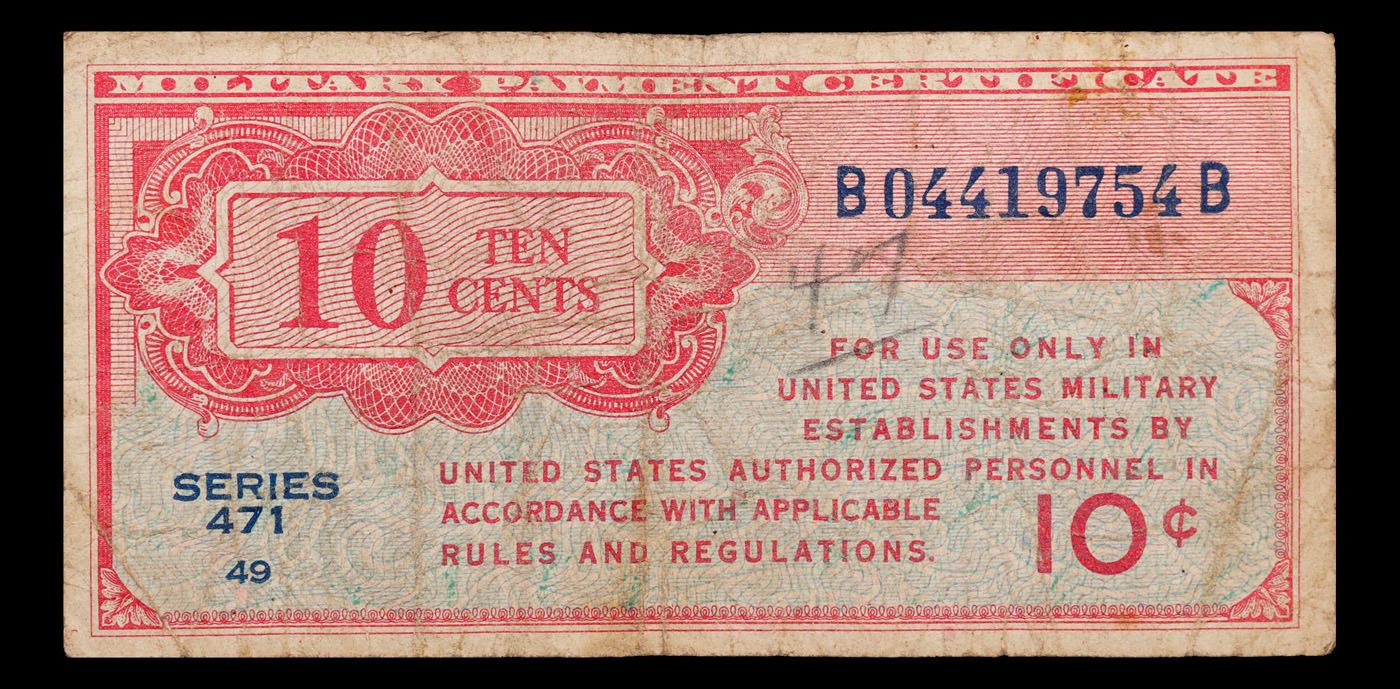 MILITARY PAYMENT CERTIFICATE
B04419754B
10 TEN
CENTS
47
FOR USE ONLY IN
UNITED STATES MILITARY
ESTABLISHMENTS BY
UNITED STATES AUTHORIZED PERSONNEL IN
ACCORDANCE WITH APPLICABLE
RULES AND REGULATIONS.
10¢
SERIES
471
49